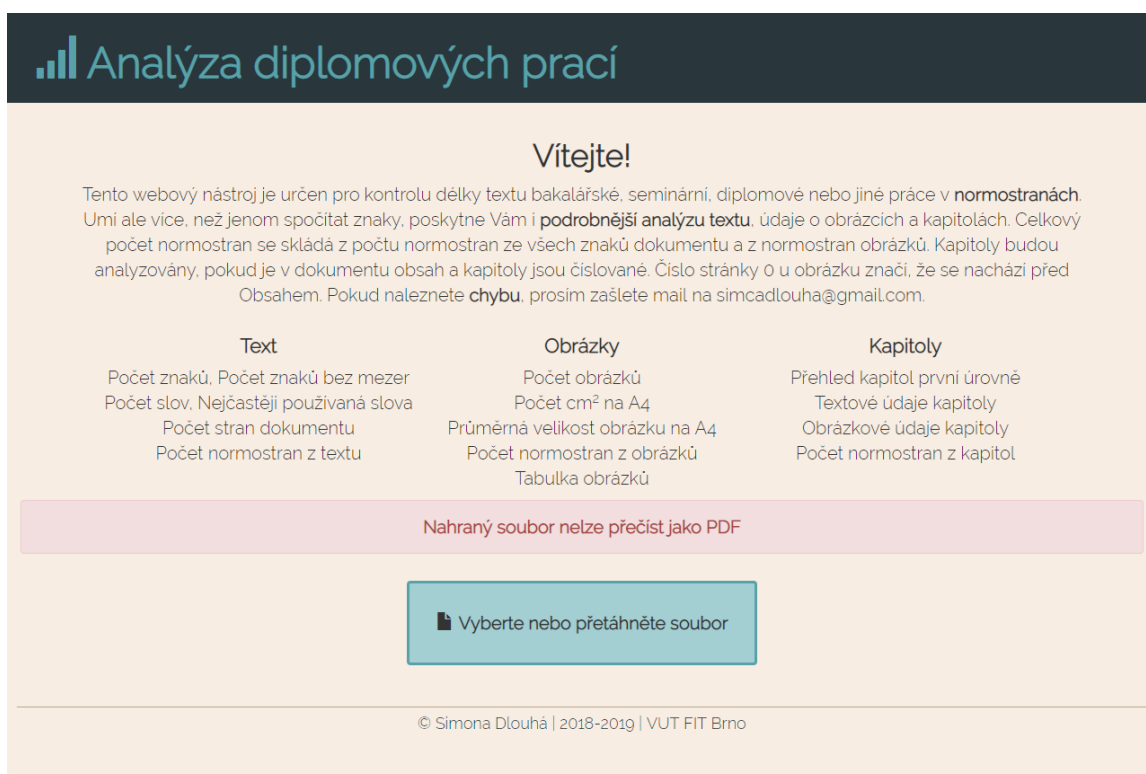 Analýza diplomových prací
Vítejte!
Tento webový nástroj je určen pro kontrolu délky textu bakalářské, seminární, diplomové nebo jiné práce v normostranách.
Umí ale více, než jenom spočítat znaky, poskytne Vám i podrobnější analýzu textu, údaje o obrázcích a kapitolách. Celkový
počet normostran se skládá z počtu normostran ze všech znaků dokumentu a z normostran obrázků. Kapitoly budou
analyzovány, pokud je v dokumentu obsah a kapitoly jsou číslované. Číslo stránky 0 u obrázku značí, že se nachází před
Obsahem. Pokud naleznete chybu, prosím zašlete mail na simcadlouha@gmail.com.
Text
Počet znaků, Počet znaků bez mezer
Počet slov, Nejčastěji používaná slova
Počet stran dokumentu
Počet normostran z textu
Obrázky
Počet obrázků
Počet cm² na A4
Průměrná velikost obrázku na A4
Počet normostran z obrázků
Tabulka obrázků
Kapitoly
Přehled kapitol první úrovně
Textové údaje kapitoly
Obrázkové údaje kapitoly
Počet normostran z kapitol
Nahraný soubor nelze přečíst jako PDF
Vyberte nebo přetáhněte soubor
© Simona Dlouhá | 2018-2019 | VUT FIT Brno